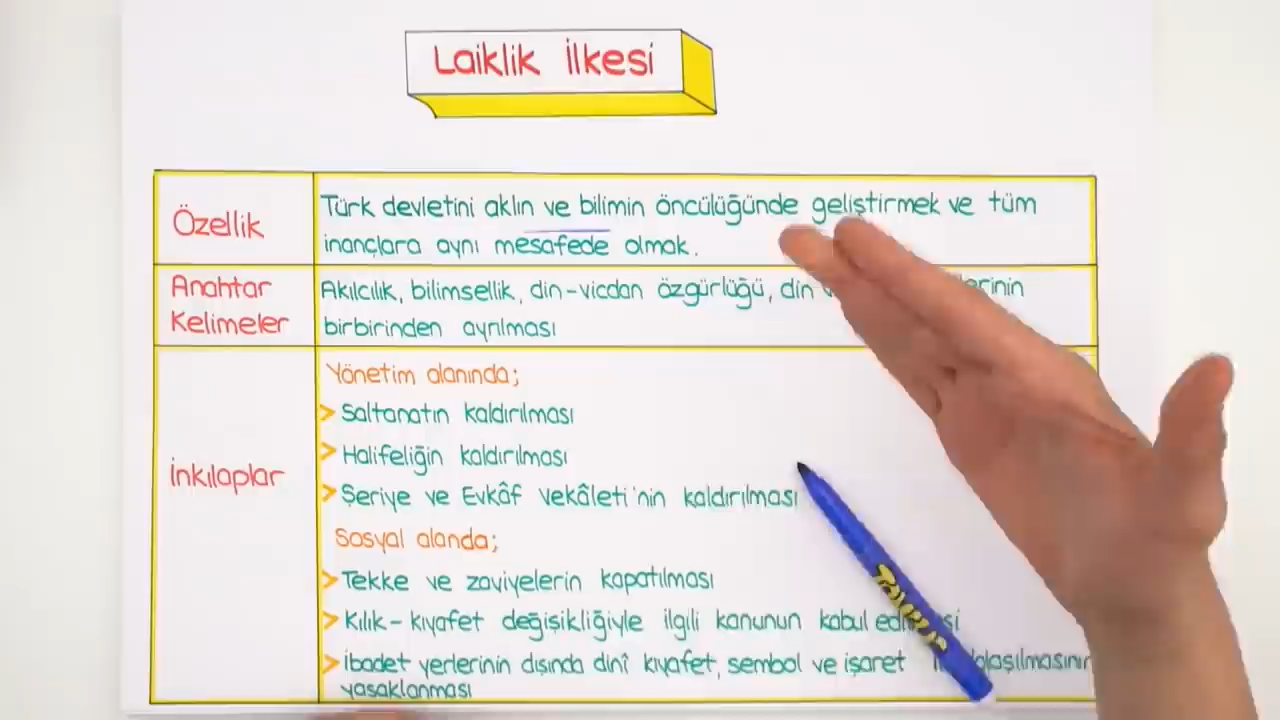 Laiklik İlkesi
Özellik
Türk devletini aklın ve bilimin öncülüğünde geliştirmek ve tüm
inançlara aynı mesafede olmak.
Anahtar
Kelimeler
Akılcılık, bilimsellik, din-vicdan özgürlüğü, din
birbirinden ayrılması
İnkılaplar
Yönetim alanında;
> Saltanatın kaldırılması
> Halifeliğin kaldırılması
> Şeriye ve Evkâf Vekâleti'nin kaldırılması
Sosyal alanda;
> Tekke ve zaviyelerin kapatılması
> Kılık-kıyafet değişikliğiyle ilgili kanunun kabul
> İbadet yerlerinin dışında dinî kıyafet, sembol ve işaret
yasaklanması